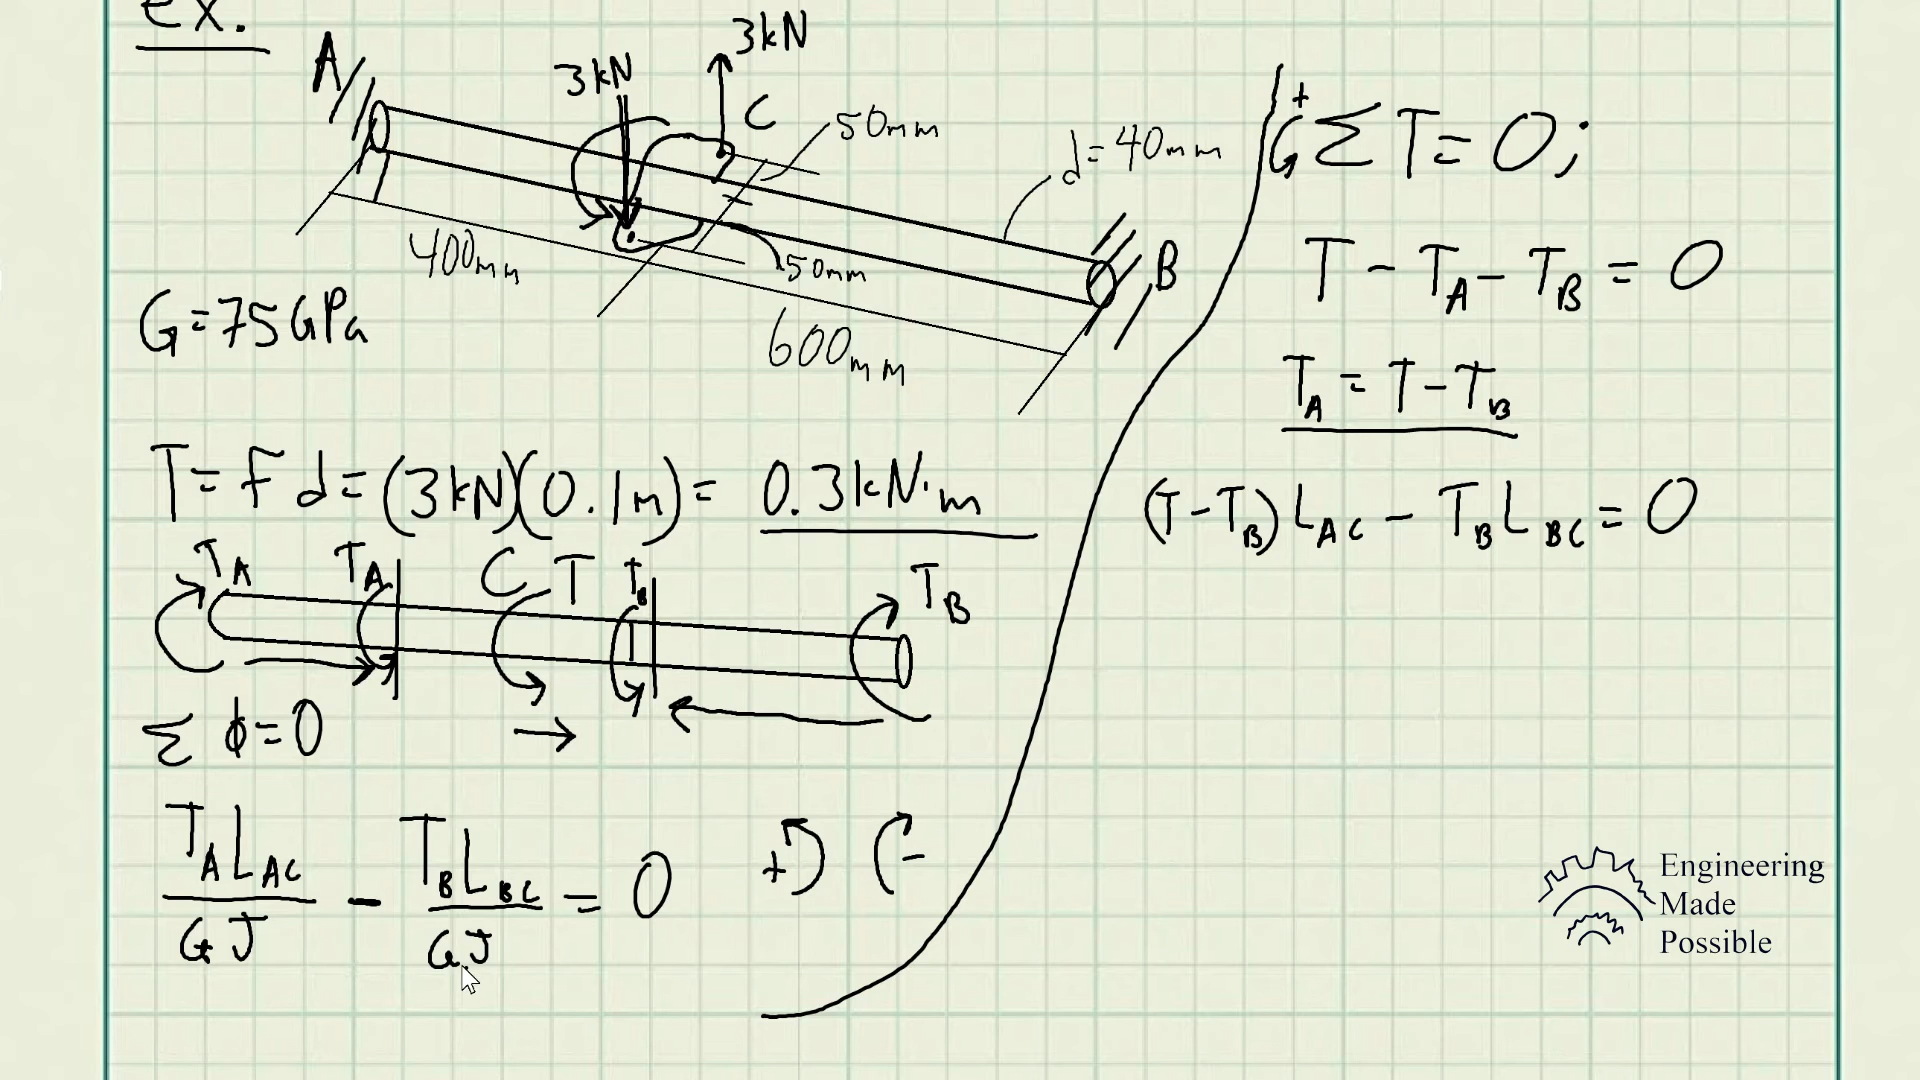 ex.
A
3kN
3kN
C
50mm
d=40mm
400mm
50mm
B
G=75GPa
600mm
T=Fd=(3kN)(0.1m)= 0.3kN·m
T_A T_A C T T_B T_B
Σ ϕ=0
T_A L_AC / GJ - T_B L_BC / GJ = 0
+ -
+ Σ T=0;
T - T_A - T_B = 0
T_A = T - T_B
(T-T_B) L_AC - T_B L_BC = 0
Engineering
Made
Possible